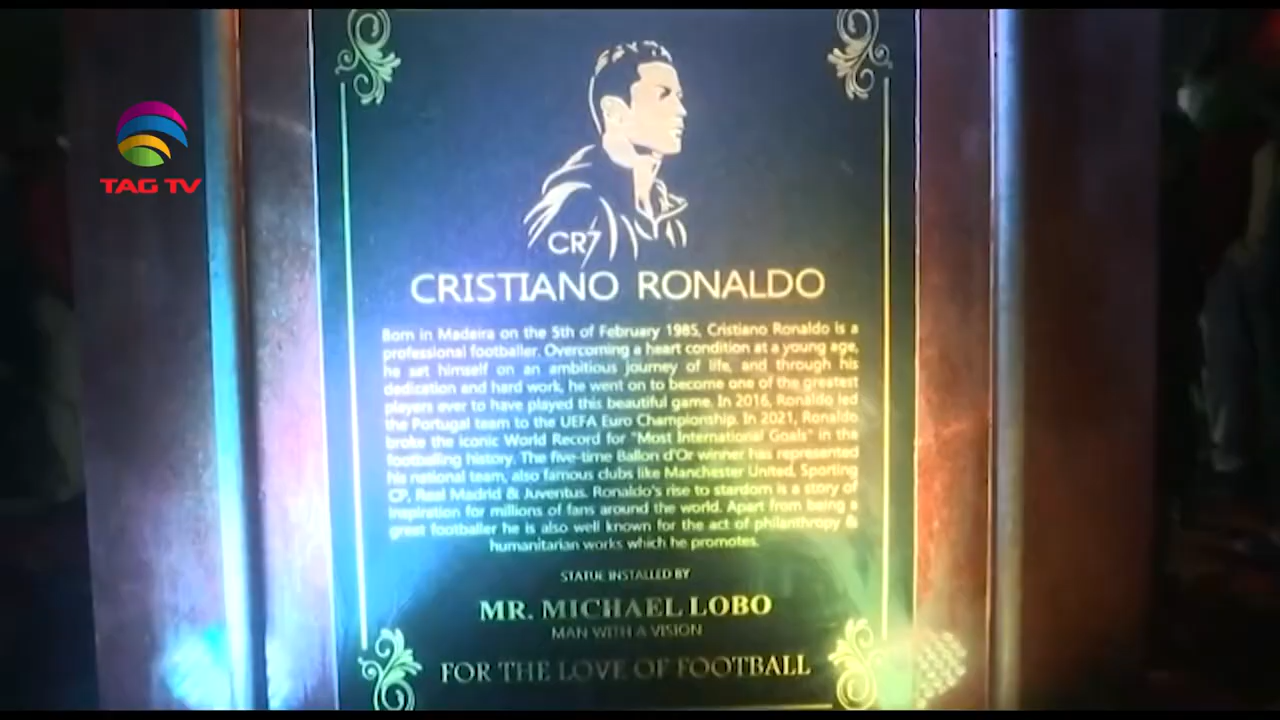 TAG TV
CR7
CRISTIANO RONALDO
Born in Madeira on the 5th of February 1985, Cristiano Ronaldo is a
professional footballer. Overcoming a heart condition at a young age,
he set himself on an ambitious journey of life, and through his
dedication and hard work, he went on to become one of the greatest
players ever to have played this beautiful game. In 2016, Ronaldo led
the Portugal team to the UEFA Euro Championship. In 2021, Ronaldo
broke the iconic World Record for "Most International Goals" in the
footballing history. The five-time Ballon d'Or winner has represented
his national team, also famous clubs like Manchester United, Sporting
CP, Real Madrid & Juventus. Ronaldo's rise to stardom is a story of
inspiration for millions of fans around the world. Apart from being a
great footballer he is also well known for the act of philanthropy &
humanitarian works which he promotes.
STATUE INSTALLED BY
MR. MICHAEL LOBO
MAN WITH A VISION
FOR THE LOVE OF FOOTBALL